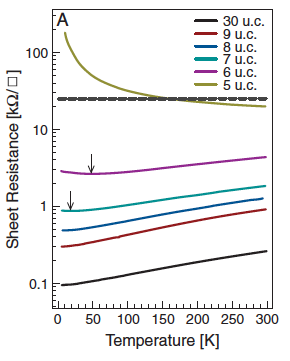 A
30 u.c.
9 u.c.
8 u.c.
7 u.c.
6 u.c.
5 u.c.
Sheet Resistance [kΩ/□]
100
10
1
0.1
0 50 100 150 200 250 300
Temperature [K]